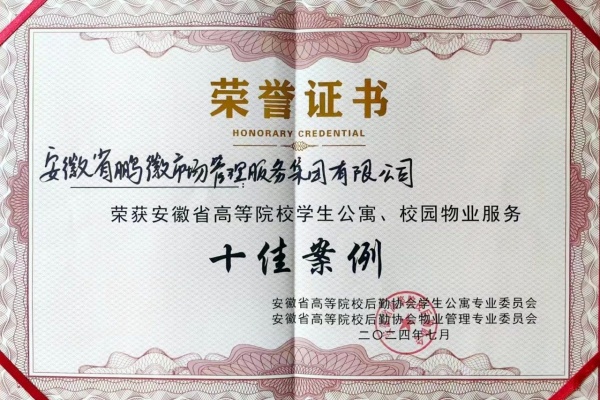 荣誉证书
HONORARY CREDENTIAL
安徽省鹏徽市场管理服务集团有限公司:
荣获安徽省高等院校学生公寓、校园物业服务
十佳案例
安徽省高等院校后勤协会学生公寓专业委员会
安徽省高等院校后勤协会物业管理专业委员会
二〇二四年七月